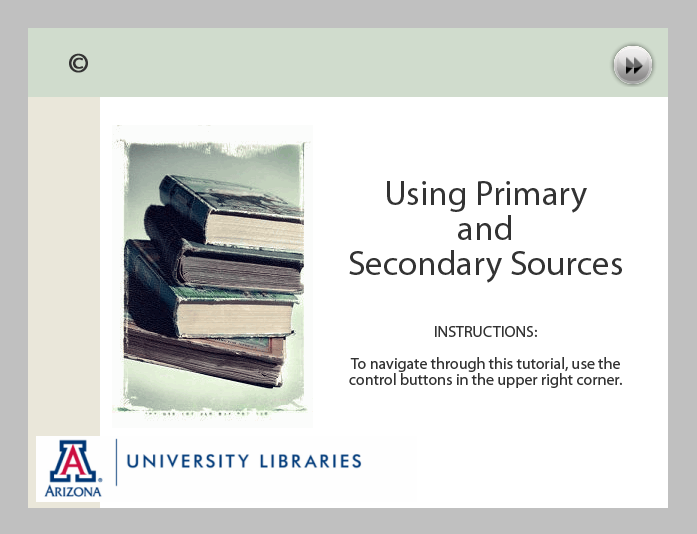 ©
Using Primary
and
Secondary Sources
INSTRUCTIONS:
To navigate through this tutorial, use the
control buttons in the upper right corner.
A
ARIZONA
®
UNIVERSITY LIBRARIES